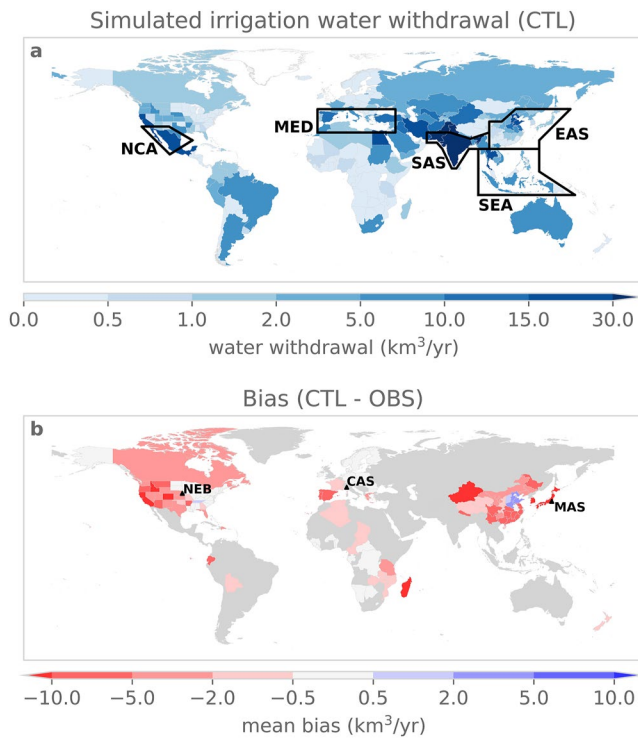 Simulated irrigation water withdrawal (CTL)
a
MED
EAS
NCA
SAS
SEA
0.0 0.5 1.0 2.0 5.0 10.0 15.0 30.0
water withdrawal (km³/yr)
Bias (CTL - OBS)
b
CAS
NEB
MAS
−10.0 −5.0 −2.0 −0.5 0.5 2.0 5.0 10.0
mean bias (km³/yr)